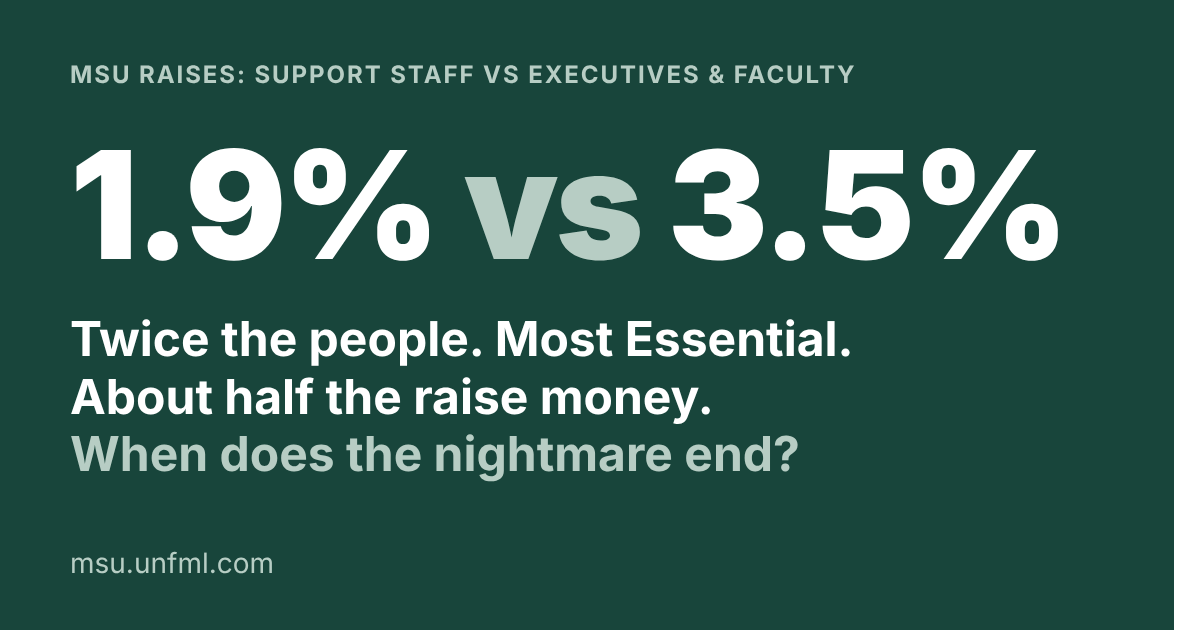 MSU RAISES: SUPPORT STAFF VS EXECUTIVES & FACULTY
1.9% vs 3.5%
Twice the people. Most Essential.
About half the raise money.
When does the nightmare end?
msu.unfml.com